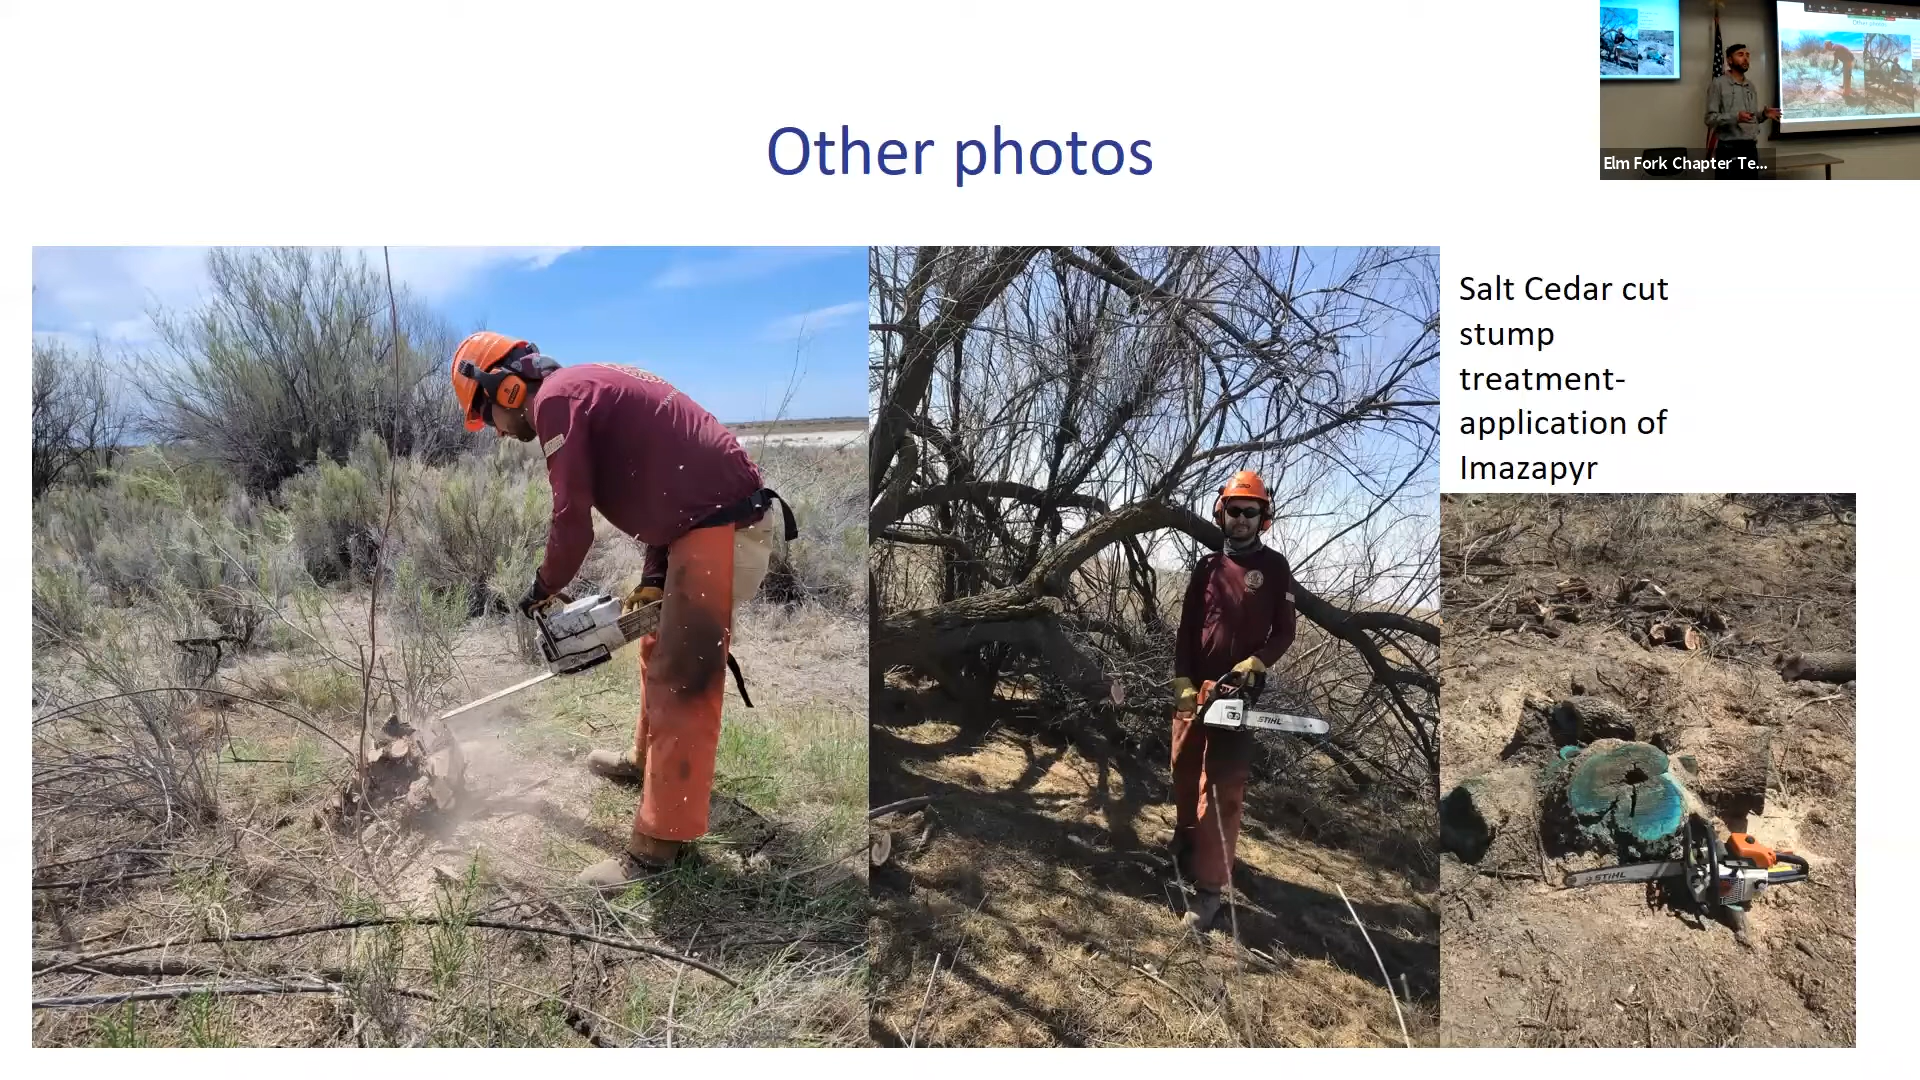 Other photos
Elm Fork Chapter Te...
Salt Cedar cut
stump
treatment-
application of
Imazapyr
STIHL
STIHL